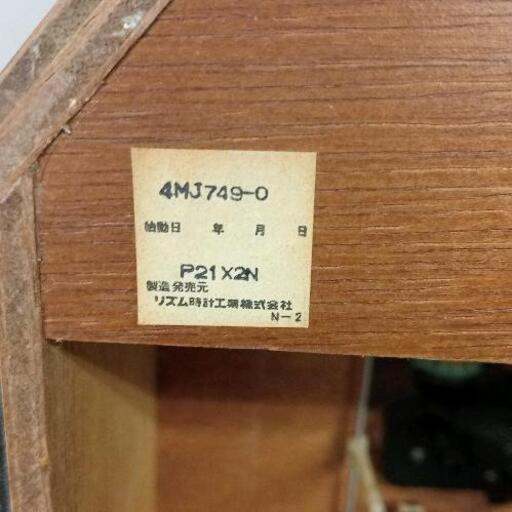 4MJ749-0
始動日 年 月 日
P21X2N
製造発売元
リズム時計工業株式会社
N-2